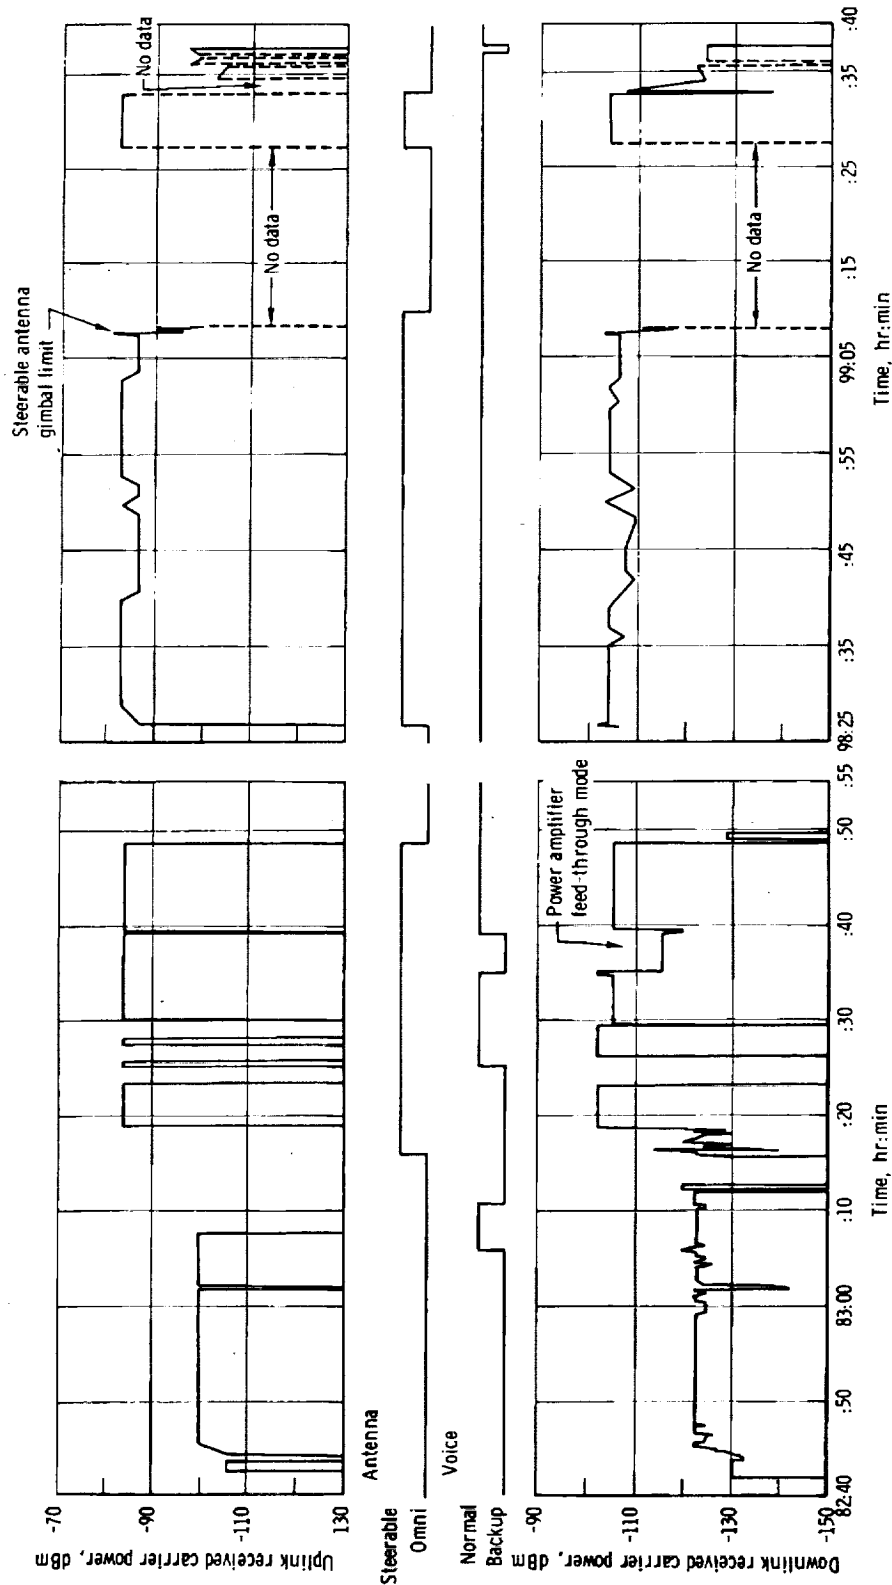 Uplink received carrier power, dBm
-70
-90
-110
130
Steerable antenna
gimbal limit
No data
No data
Antenna
Steerable
Omni
Voice
Normal
Backup
Downlink received carrier power, dBm
-90
-110
-130
-150
Power amplifier
feed-through mode
No data
82:40
:50
83:00
:10
:20
:30
:40
:50
:55
98:25
:35
:45
:55
99:05
:15
:25
:35
:40
Time, hr:min
Time, hr:min